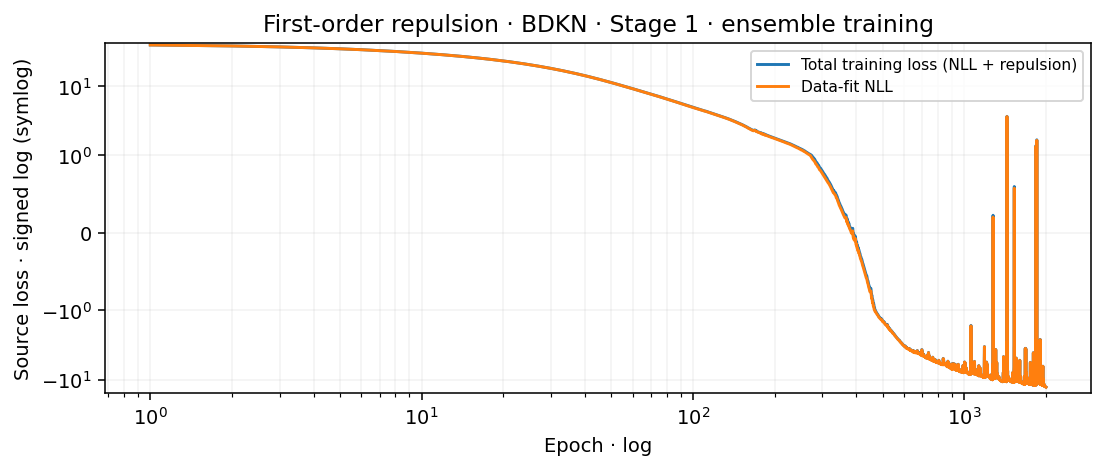 First-order repulsion · BDKN · Stage 1 · ensemble training
Total training loss (NLL + repulsion)
Data-fit NLL
Source loss · signed log (symlog)
10¹
10⁰
0
−10⁰
−10¹
10⁰
10¹
10²
10³
Epoch · log